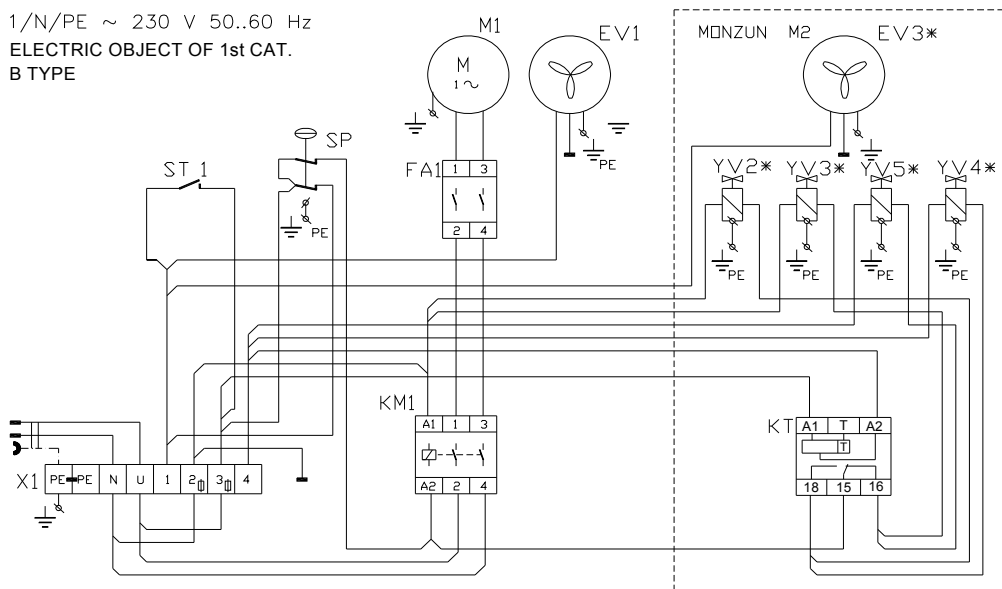 1/N/PE ~ 230 V 50..60 Hz
ELECTRIC OBJECT OF 1st CAT.
B TYPE
M1
EV1
MONZUN M2
EV3*
M
1 ~
SP
ST 1
FA1
1 3
2 4
PE
PE
YV2*
YV3*
YV5*
YV4*
PE
PE
PE
PE
KM1
A1 1 3
A2 2 4
KT
A1 T A2
T
18 15 16
X1
PE PE N U 1 2 3 4